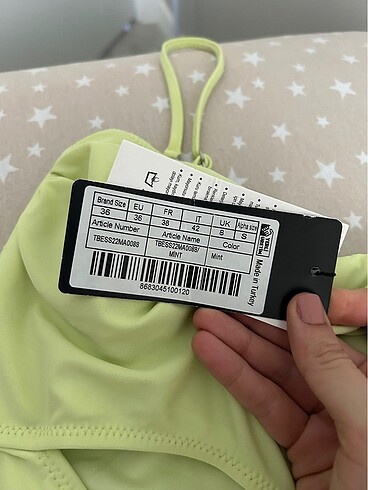 Brand Size EU FR IT UK Alpha size
36 36 38 42 8 S
Article Number Article Name Color
TBESS22MA0089 TBESS22MA0089/ Mint
MINT
8683045100120
Made in Turkey